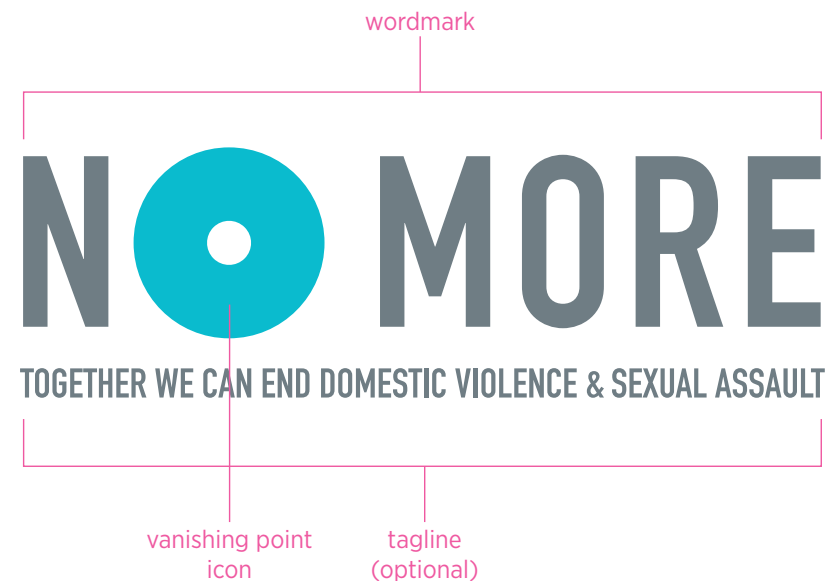 wordmark
NO MORE
TOGETHER WE CAN END DOMESTIC VIOLENCE & SEXUAL ASSAULT
vanishing point
icon
tagline
(optional)